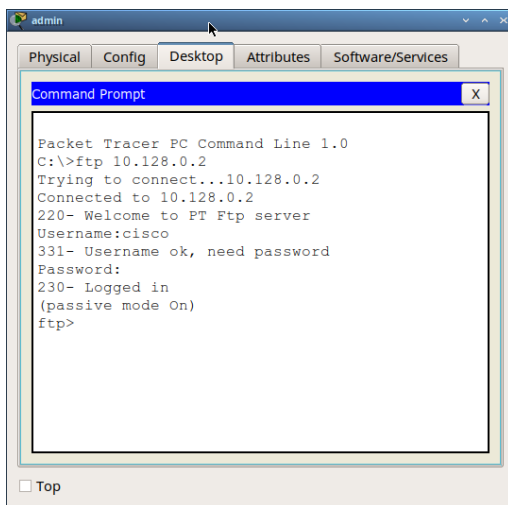 admin
Physical Config Desktop Attributes Software/Services
Command Prompt X
Packet Tracer PC Command Line 1.0
C:\>ftp 10.128.0.2
Trying to connect...10.128.0.2
Connected to 10.128.0.2
220- Welcome to PT Ftp server
Username:cisco
331- Username ok, need password
Password:
230- Logged in
(passive mode On)
ftp>
Top